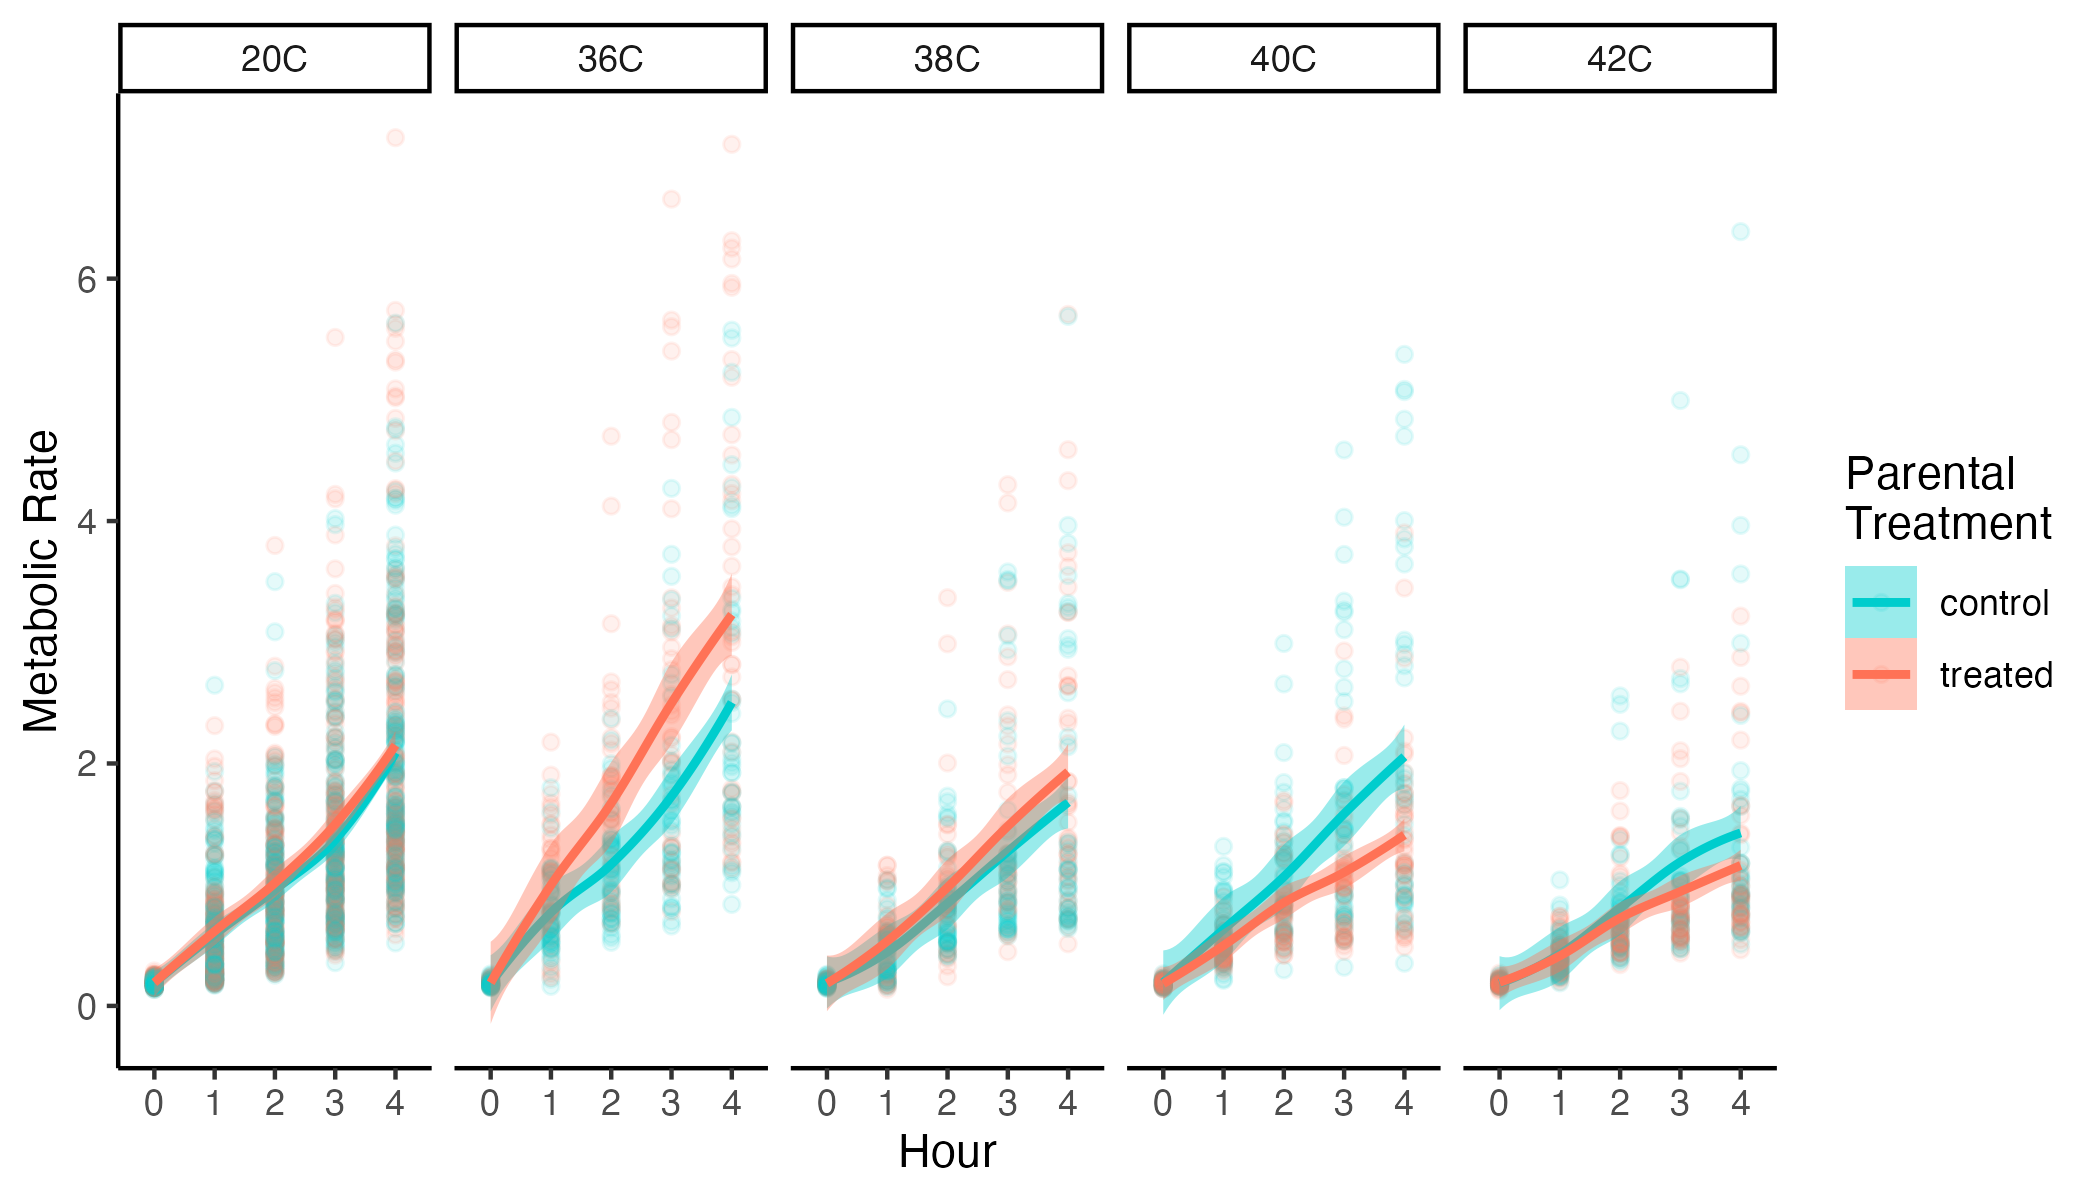 20C 36C 38C 40C 42C
6
4
2
0
Metabolic Rate
0 1 2 3 4 0 1 2 3 4 0 1 2 3 4 0 1 2 3 4 0 1 2 3 4
Hour
Parental
Treatment
control
treated